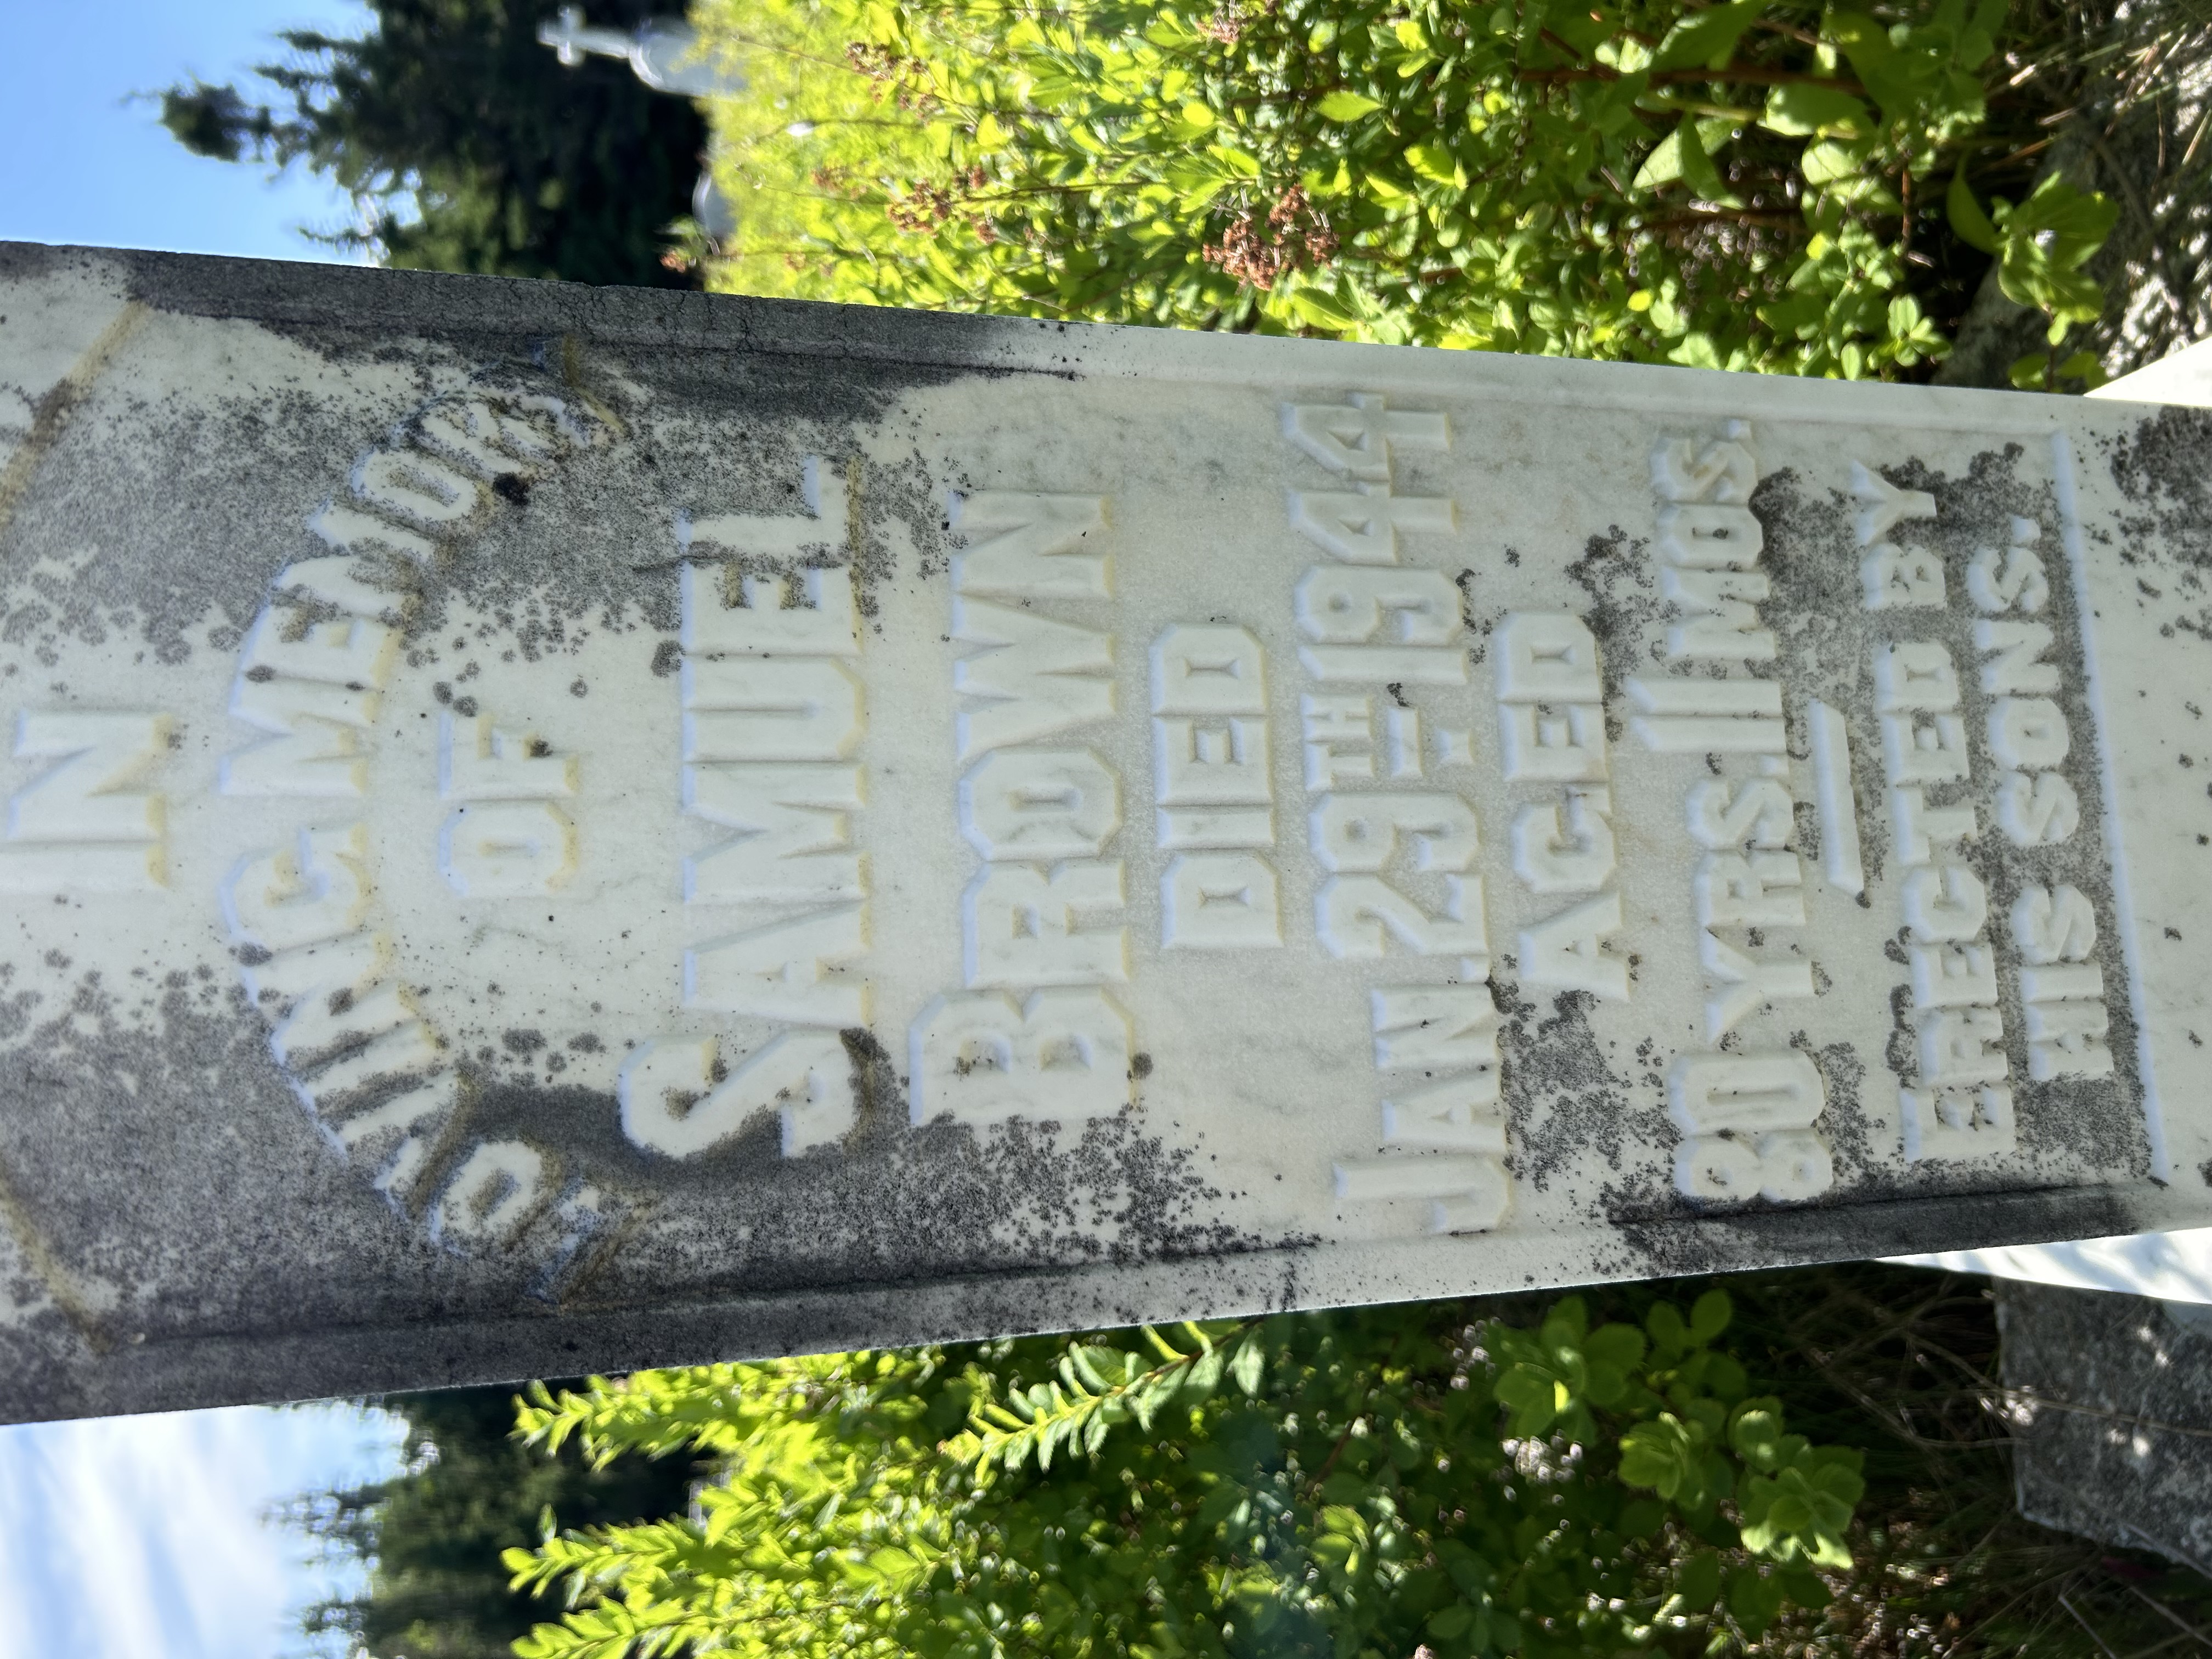 IN
LOVING MEMORY
OF
SAMUEL
BROWN
DIED
JAN. 29TH 1944
AGED
80 YRS. 11 MOS.
ERECTED BY
HIS SONS.